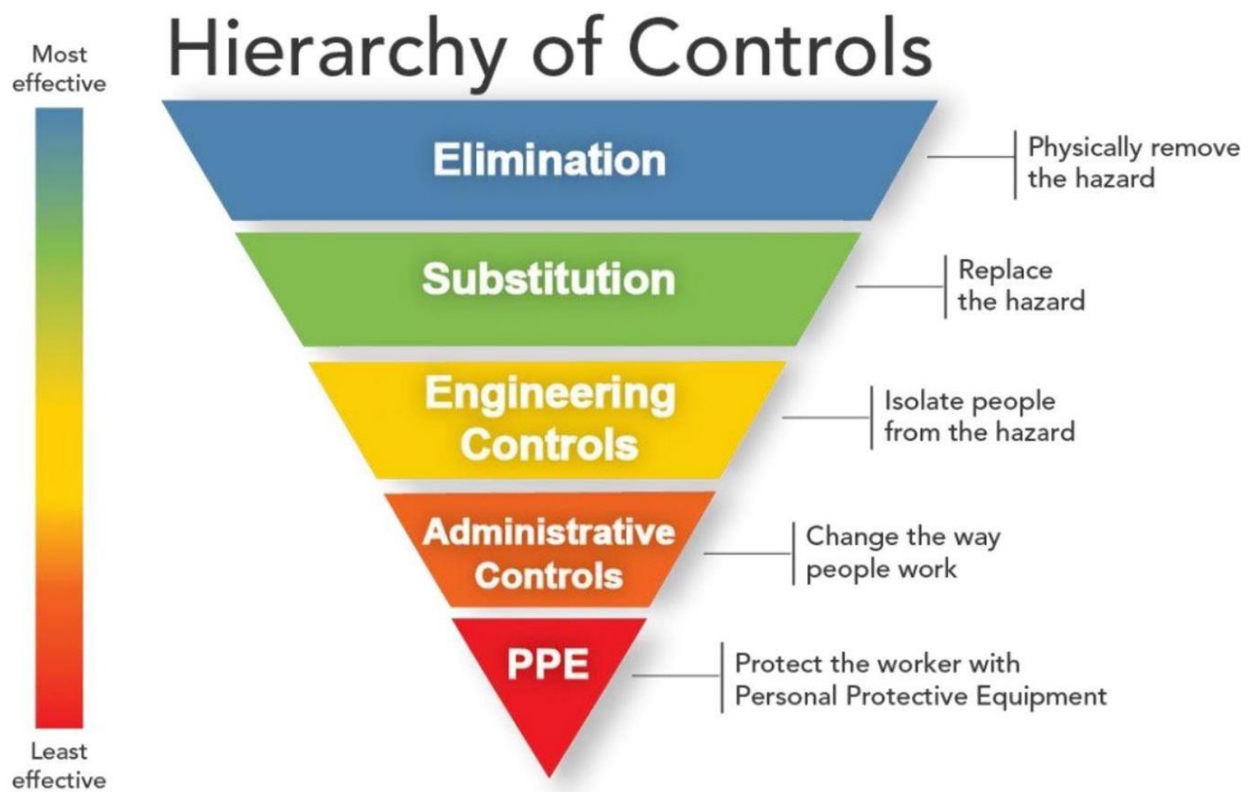 Hierarchy of Controls
Most
effective
Elimination
Physically remove
the hazard
Substitution
Replace
the hazard
Engineering
Controls
Isolate people
from the hazard
Administrative
Controls
Change the way
people work
PPE
Protect the worker with
Personal Protective Equipment
Least
effective